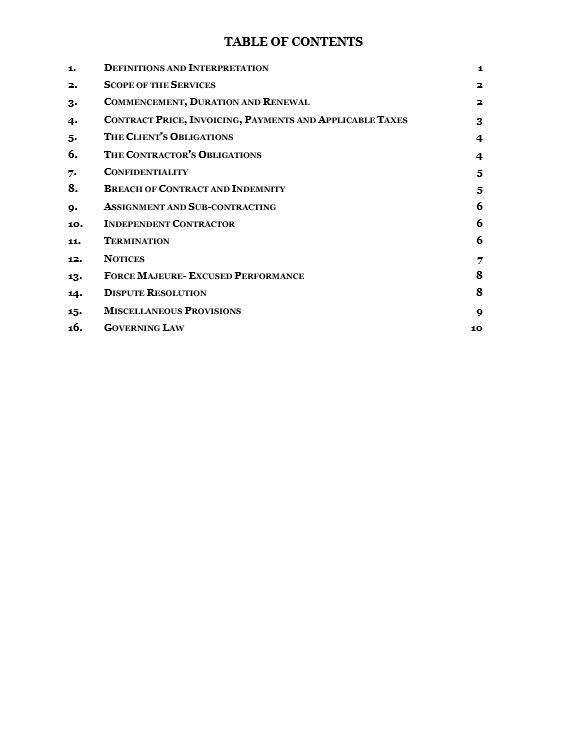 TABLE OF CONTENTS
1. Definitions and Interpretation 1
2. Scope of the Services 2
3. Commencement, Duration and Renewal 2
4. Contract Price, Invoicing, Payments and Applicable Taxes 3
5. The Client's Obligations 4
6. The Contractor's Obligations 4
7. Confidentiality 5
8. Breach of Contract and Indemnity 5
9. Assignment and Sub-contracting 6
10. Independent Contractor 6
11. Termination 6
12. Notices 7
13. Force Majeure- Excused Performance 8
14. Dispute Resolution 8
15. Miscellaneous Provisions 9
16. Governing Law 10